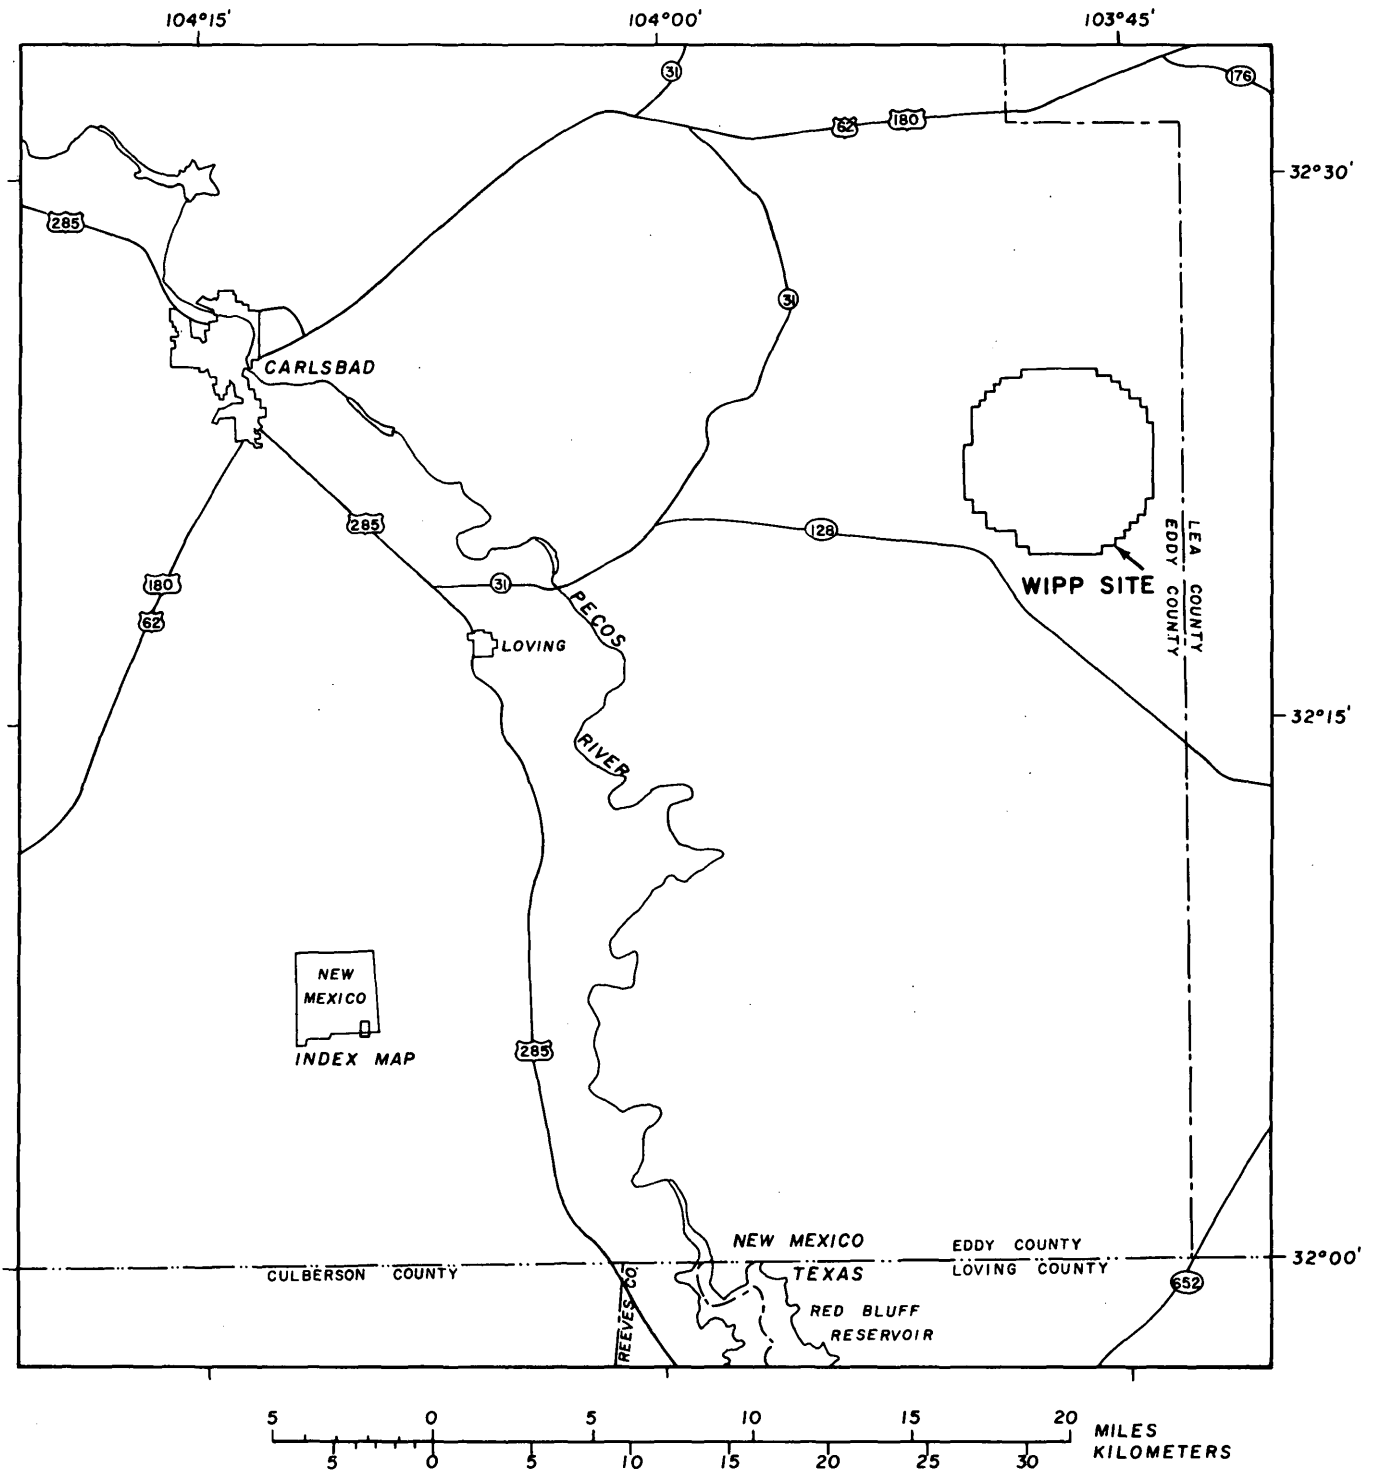 104°15'
104°00'
103°45'
31
176
62
180
32°30'
285
31
CARLSBAD
285
128
LEA COUNTY
EDDY COUNTY
180
31
WIPP SITE
62
PECOS
LOVING
32°15'
RIVER
NEW
MEXICO
INDEX MAP
285
NEW MEXICO
EDDY COUNTY
32°00'
CULBERSON COUNTY
TEXAS
LOVING COUNTY
652
REEVES CO.
RED BLUFF
RESERVOIR
5 0 5 10 15 20
MILES
KILOMETERS
5 0 5 10 15 20 25 30